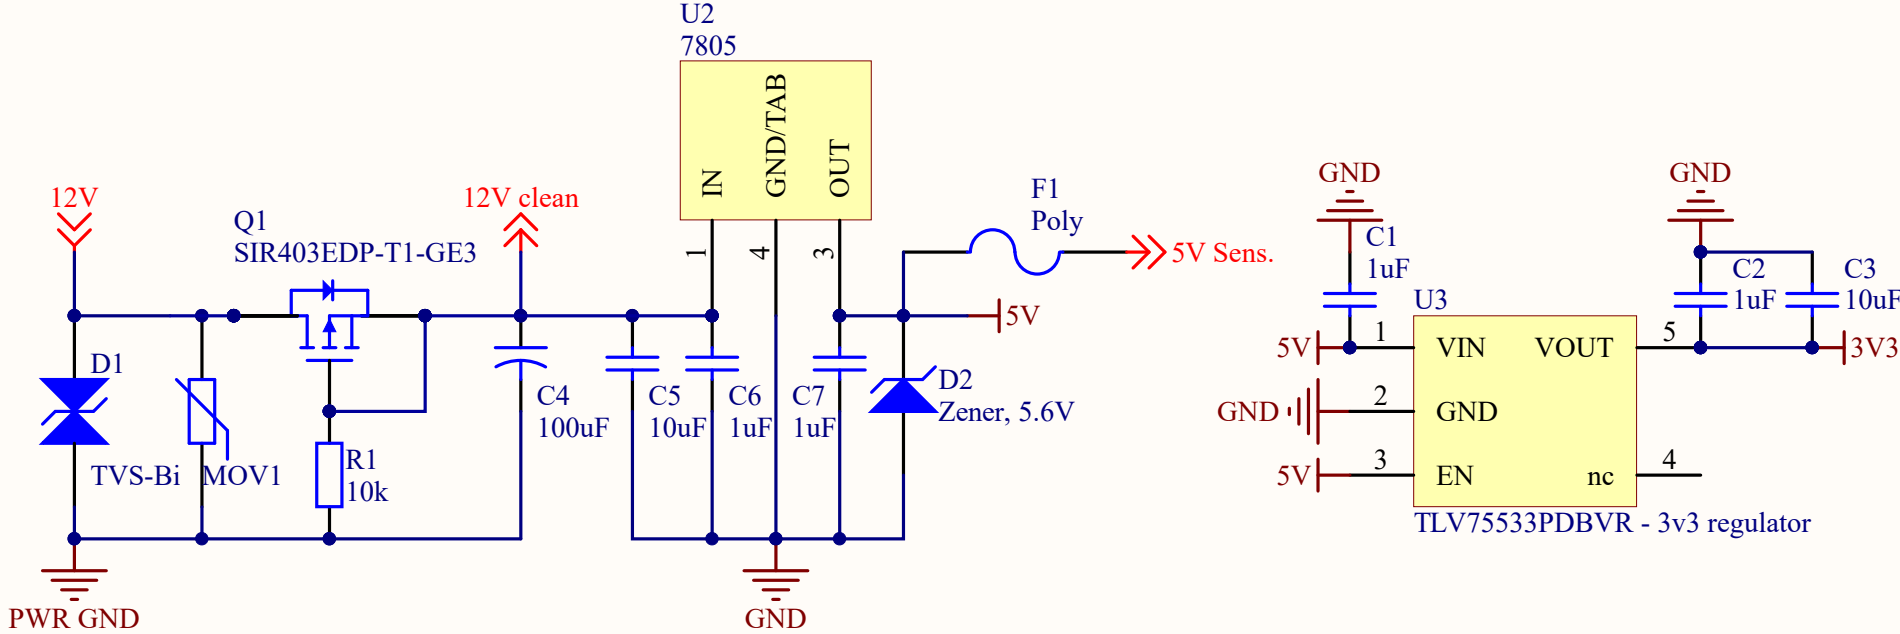 U2
7805
IN
GND/TAB
OUT
1
4
3
12V
Q1
SIR403EDP-T1-GE3
12V clean
F1
Poly
5V Sens.
5V
D1
TVS-Bi
MOV1
R1
10k
C4
100uF
C5
10uF
C6
1uF
C7
1uF
D2
Zener, 5.6V
PWR GND
GND
GND
C1
1uF
GND
C2
1uF
C3
10uF
U3
5V
1
VIN
VOUT
5
3V3
GND
2
GND
5V
3
EN
nc
4
TLV75533PDBVR - 3v3 regulator